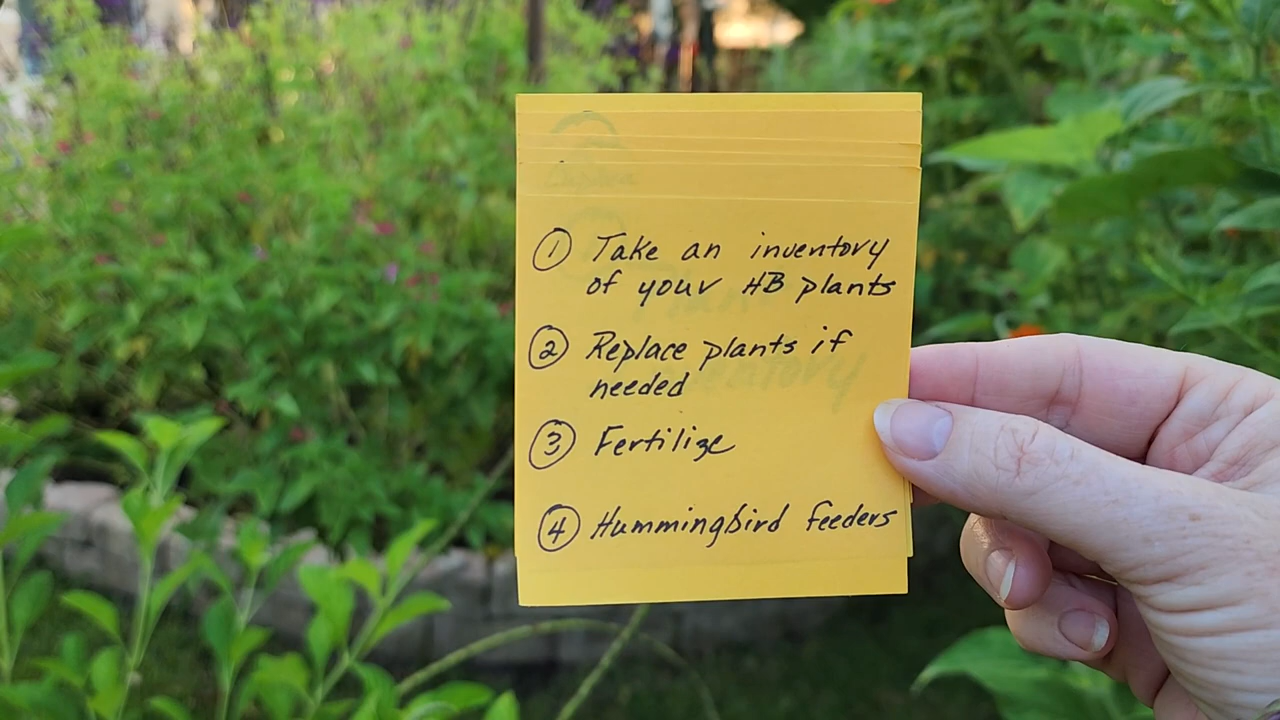 ① Take an inventory
of your HB plants
② Replace plants if
needed
③ Fertilize
④ Hummingbird feeders